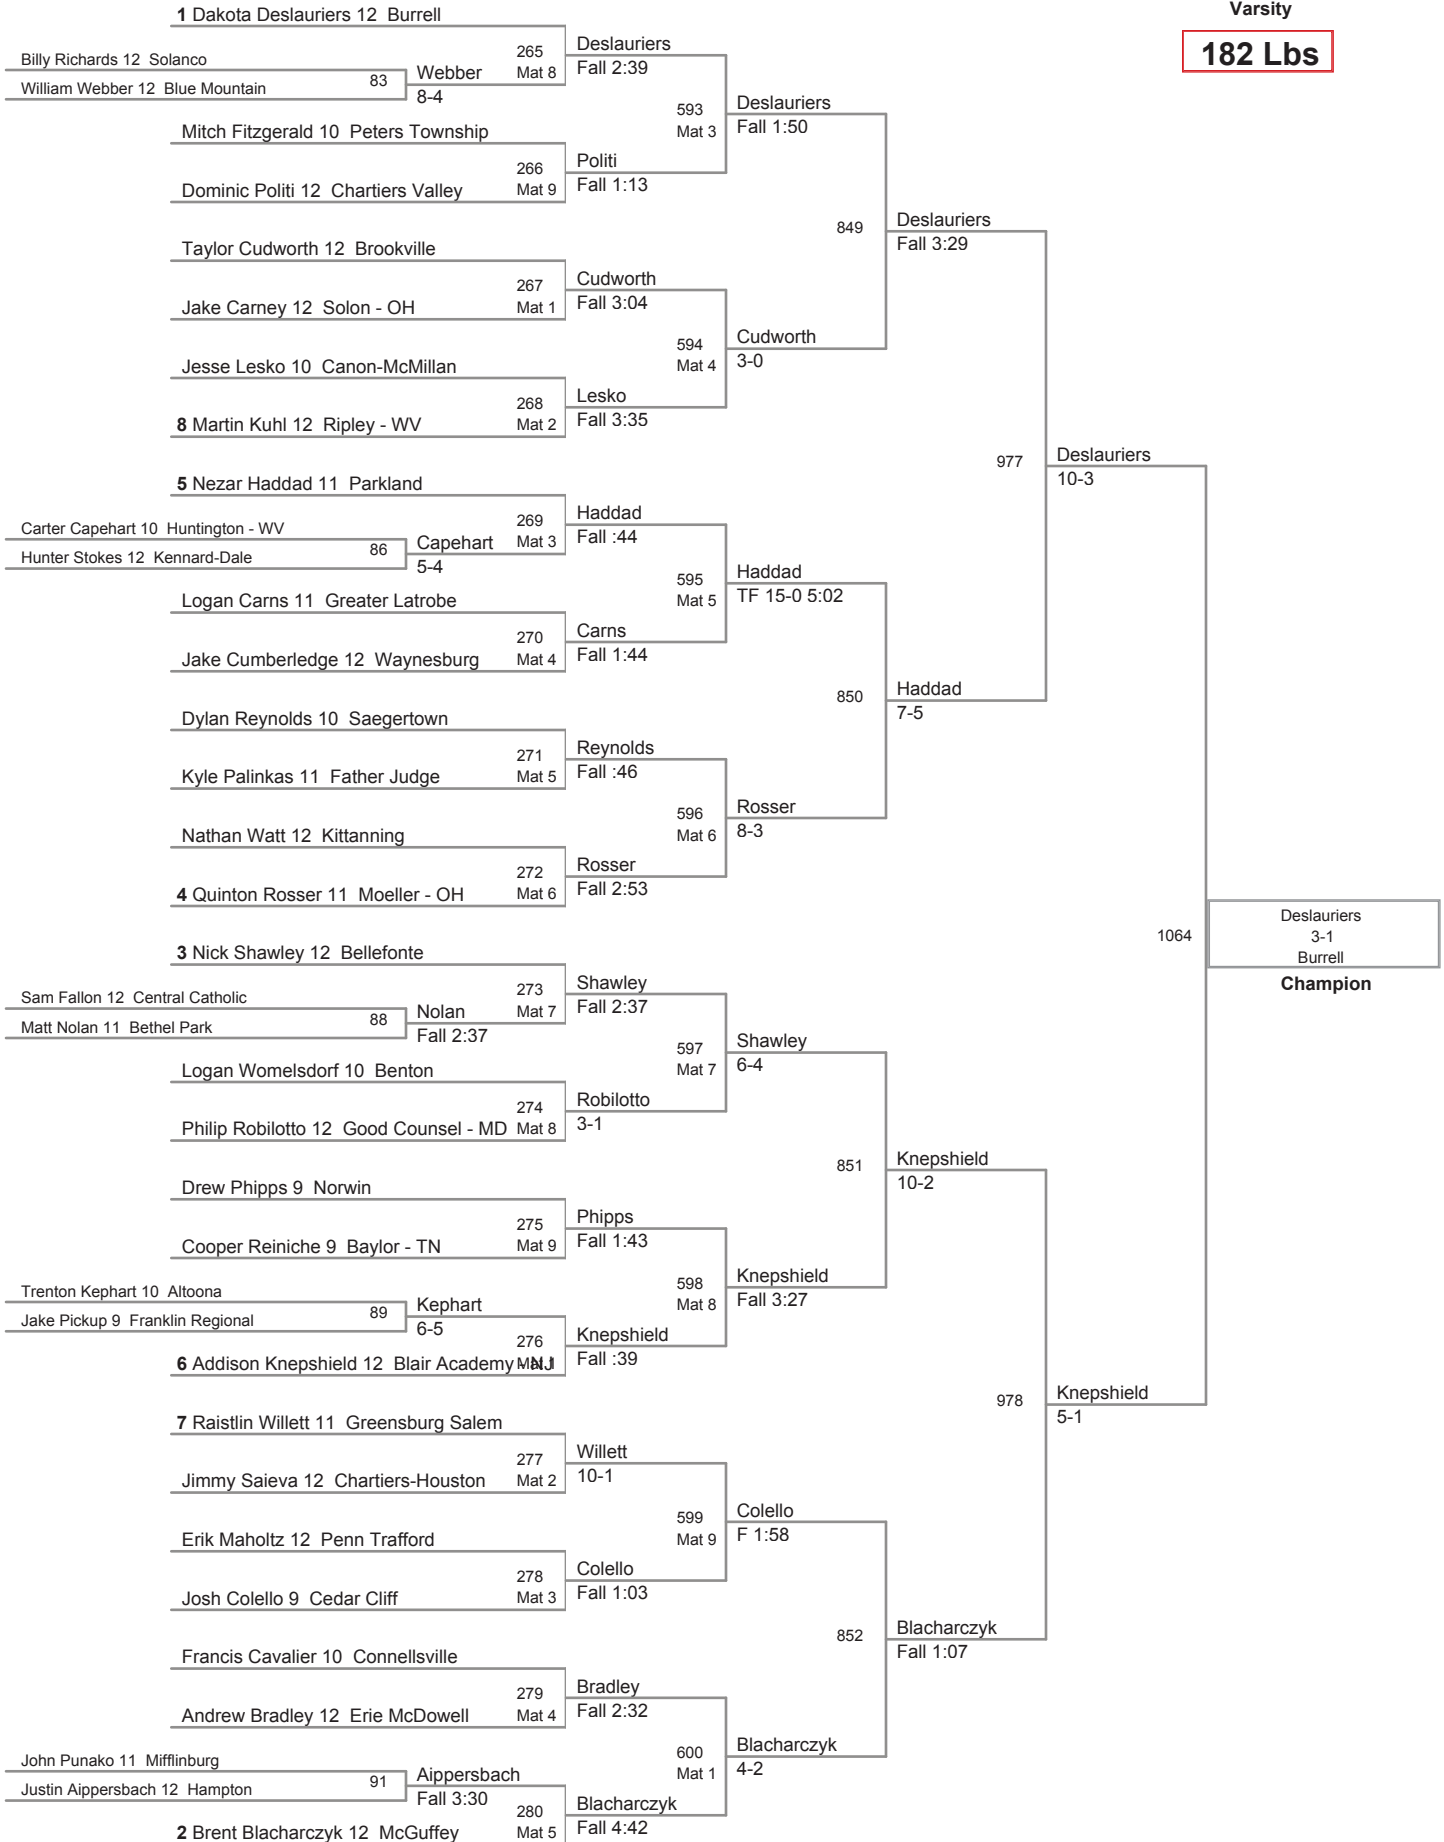 Varsity
182 Lbs
1 Dakota Deslauriers 12 Burrell
Billy Richards 12 Solanco
William Webber 12 Blue Mountain
83
Webber
8-4
265
Mat 8
Deslauriers
Fall 2:39
Mitch Fitzgerald 10 Peters Township
Dominic Politi 12 Chartiers Valley
266
Mat 9
Politi
Fall 1:13
593
Mat 3
Deslauriers
Fall 1:50
Taylor Cudworth 12 Brookville
Jake Carney 12 Solon - OH
267
Mat 1
Cudworth
Fall 3:04
Jesse Lesko 10 Canon-McMillan
8 Martin Kuhl 12 Ripley - WV
268
Mat 2
Lesko
Fall 3:35
594
Mat 4
Cudworth
3-0
849
Deslauriers
Fall 3:29
5 Nezar Haddad 11 Parkland
Carter Capehart 10 Huntington - WV
Hunter Stokes 12 Kennard-Dale
86
Capehart
5-4
269
Mat 3
Haddad
Fall :44
Logan Carns 11 Greater Latrobe
Jake Cumberledge 12 Waynesburg
270
Mat 4
Carns
Fall 1:44
595
Mat 5
Haddad
TF 15-0 5:02
Dylan Reynolds 10 Saegertown
Kyle Palinkas 11 Father Judge
271
Mat 5
Reynolds
Fall :46
Nathan Watt 12 Kittanning
4 Quinton Rosser 11 Moeller - OH
272
Mat 6
Rosser
Fall 2:53
596
Mat 6
Rosser
8-3
850
Haddad
7-5
977
Deslauriers
10-3
3 Nick Shawley 12 Bellefonte
Sam Fallon 12 Central Catholic
Matt Nolan 11 Bethel Park
88
Nolan
Fall 2:37
273
Mat 7
Shawley
Fall 2:37
Logan Womelsdorf 10 Benton
Philip Robilotto 12 Good Counsel - MD
274
Mat 8
Robilotto
3-1
597
Mat 7
Shawley
6-4
Drew Phipps 9 Norwin
Cooper Reiniche 9 Baylor - TN
275
Mat 9
Phipps
Fall 1:43
Trenton Kephart 10 Altoona
Jake Pickup 9 Franklin Regional
89
Kephart
6-5
6 Addison Knepshield 12 Blair Academy - NJ
276
Mat 1
Knepshield
Fall :39
598
Mat 8
Knepshield
Fall 3:27
851
Knepshield
10-2
7 Raistlin Willett 11 Greensburg Salem
Jimmy Saieva 12 Chartiers-Houston
277
Mat 2
Willett
10-1
Erik Maholtz 12 Penn Trafford
Josh Colello 9 Cedar Cliff
278
Mat 3
Colello
Fall 1:03
599
Mat 9
Colello
F 1:58
Francis Cavalier 10 Connellsville
Andrew Bradley 12 Erie McDowell
279
Mat 4
Bradley
Fall 2:32
John Punako 11 Mifflinburg
Justin Aippersbach 12 Hampton
91
Aippersbach
Fall 3:30
2 Brent Blacharczyk 12 McGuffey
280
Mat 5
Blacharczyk
Fall 4:42
600
Mat 1
Blacharczyk
4-2
852
Blacharczyk
Fall 1:07
978
Knepshield
5-1
1064
Deslauriers
3-1
Burrell
Champion